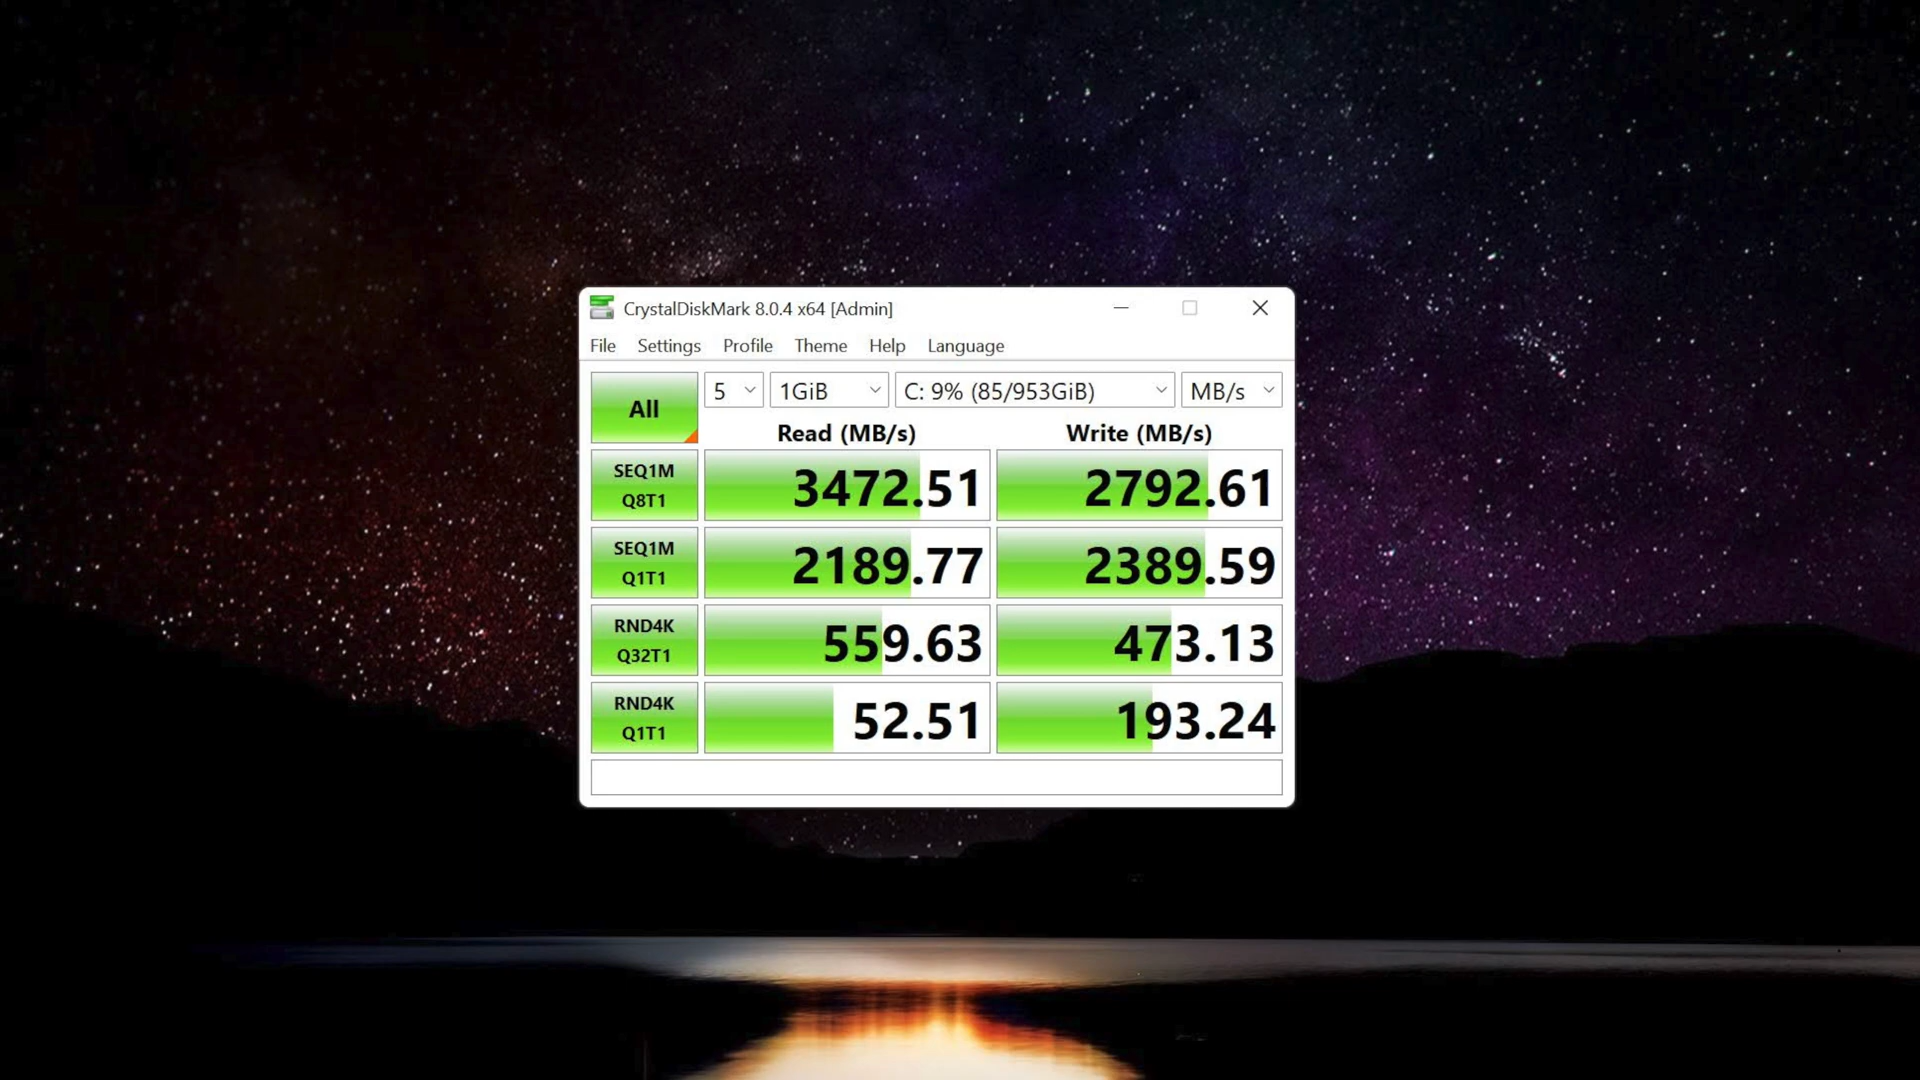 CrystalDiskMark 8.0.4 x64 [Admin]
File Settings Profile Theme Help Language
All
5 1GiB C: 9% (85/953GiB) MB/s
Read (MB/s) Write (MB/s)
SEQ1M
Q8T1
3472.51 2792.61
SEQ1M
Q1T1
2189.77 2389.59
RND4K
Q32T1
559.63 473.13
RND4K
Q1T1
52.51 193.24